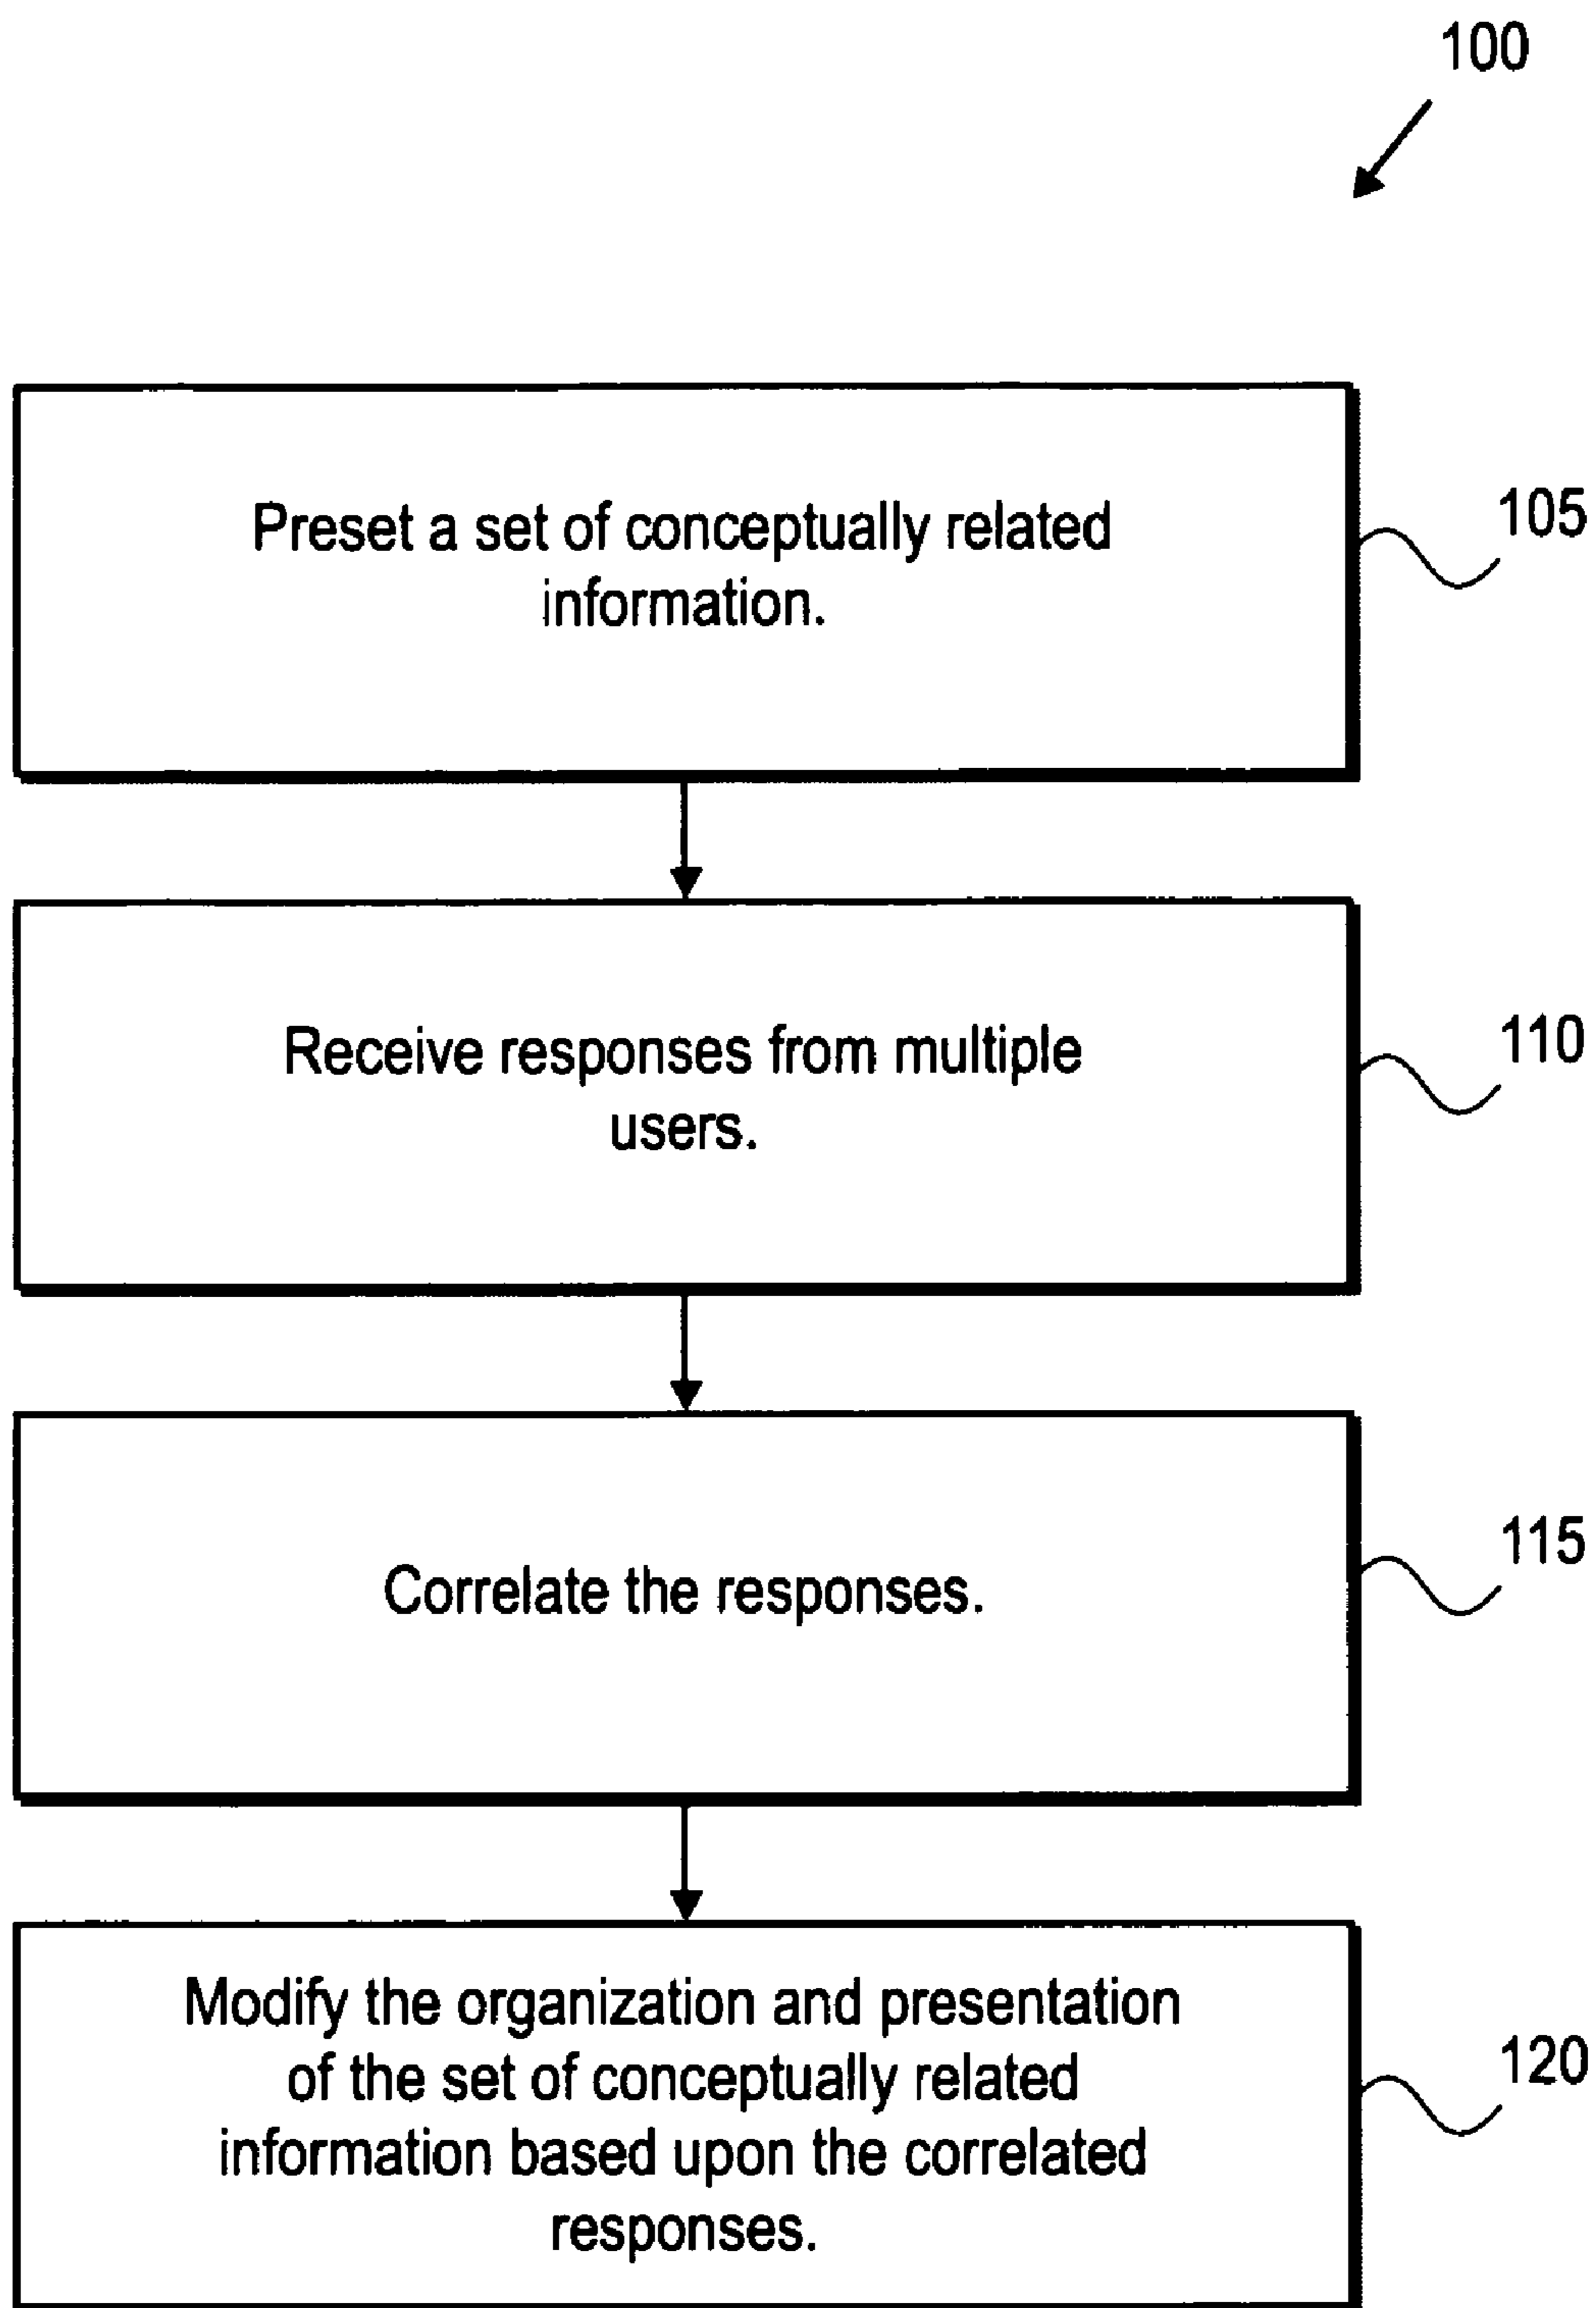 100
Preset a set of conceptually related
information.
105
Receive responses from multiple
users.
110
Correlate the responses.
115
Modify the organization and presentation
of the set of conceptually related
information based upon the correlated
responses.
120